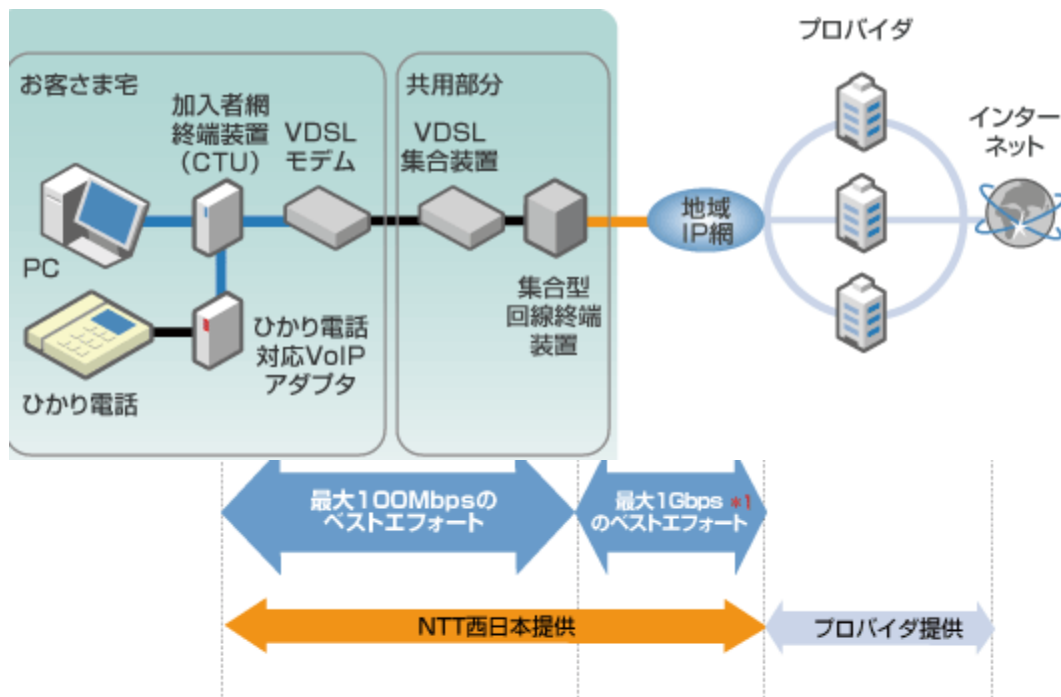 プロバイダ
お客さま宅
共用部分
加入者網
終端装置
(CTU)
VDSL
モデム
VDSL
集合装置
インター
ネット
地域
IP網
PC
集合型
回線終端
装置
ひかり電話
対応VoIP
アダプタ
ひかり電話
最大100Mbpsの
ベストエフォート
最大1Gbps *1
のベストエフォート
NTT西日本提供
プロバイダ提供